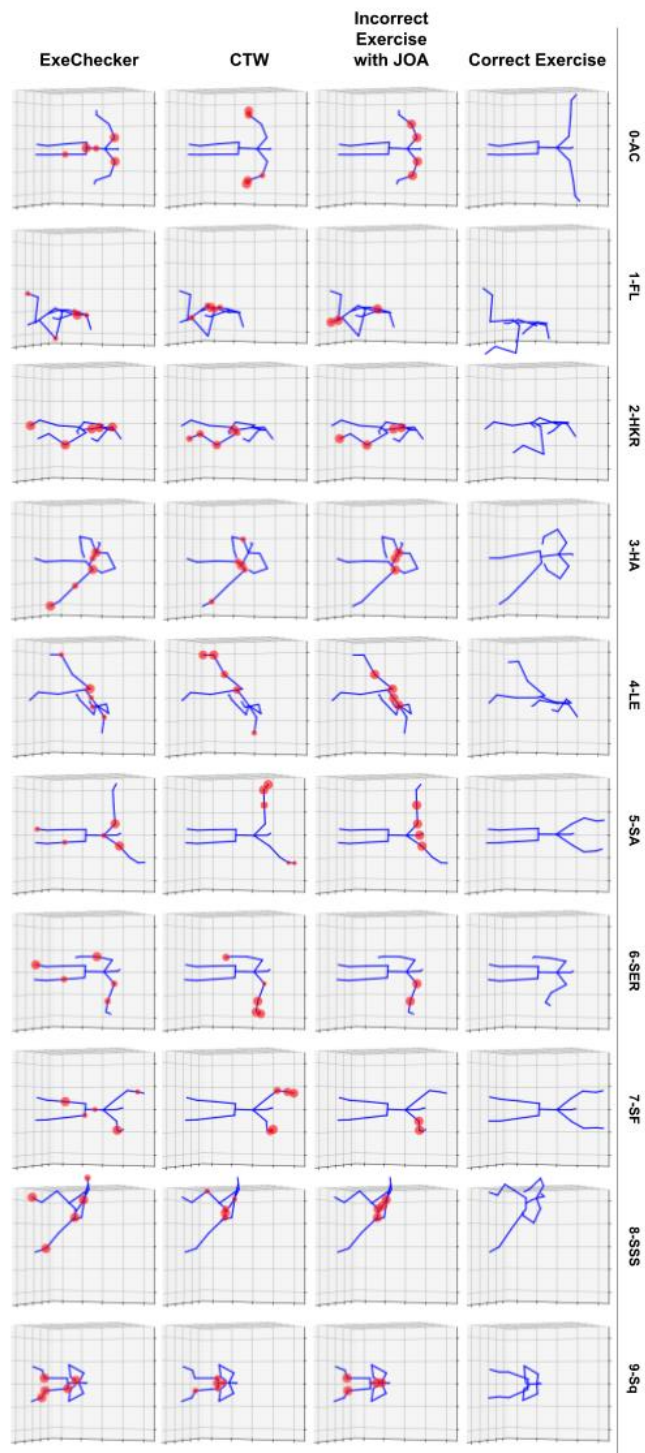 Incorrect
Exercise
ExeChecker CTW with JOA Correct Exercise
0-AC
1-FL
2-HKR
3-HA
4-LE
5-SA
6-SER
7-SF
8-SSS
9-Sq